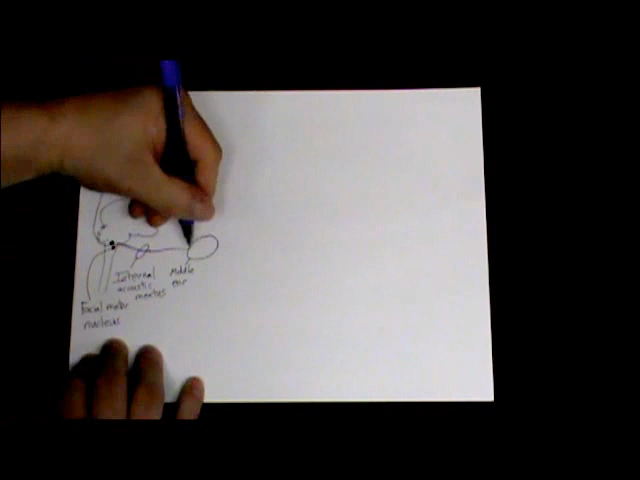 Internal
acoustic
meatus
Middle
ear
Facial motor
nucleus